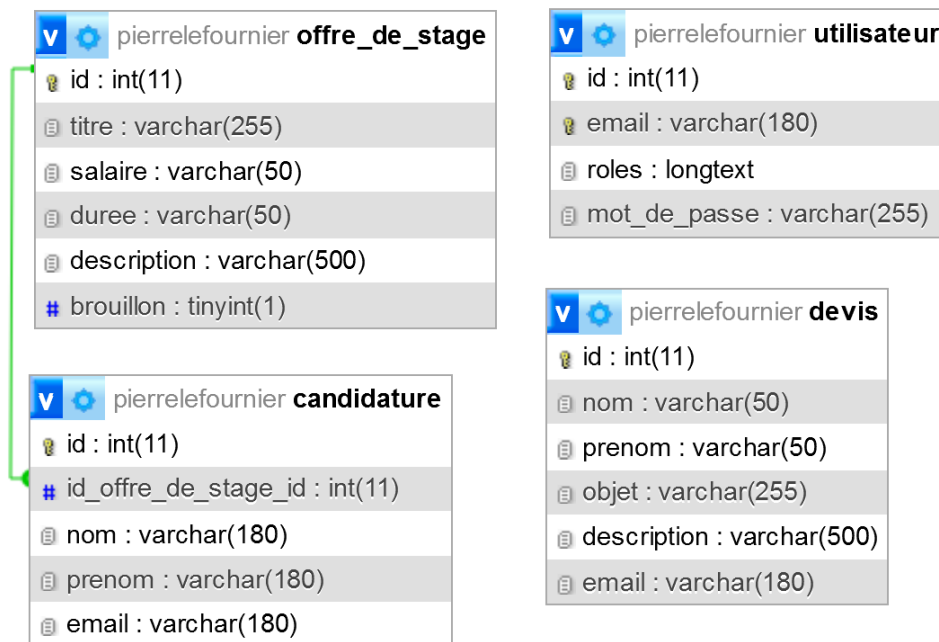 v pierrelefournier offre_de_stage
id : int(11)
titre : varchar(255)
salaire : varchar(50)
duree : varchar(50)
description : varchar(500)
# brouillon : tinyint(1)
v pierrelefournier candidature
id : int(11)
# id_offre_de_stage_id : int(11)
nom : varchar(180)
prenom : varchar(180)
email : varchar(180)
v pierrelefournier utilisateur
id : int(11)
email : varchar(180)
roles : longtext
mot_de_passe : varchar(255)
v pierrelefournier devis
id : int(11)
nom : varchar(50)
prenom : varchar(50)
objet : varchar(255)
description : varchar(500)
email : varchar(180)